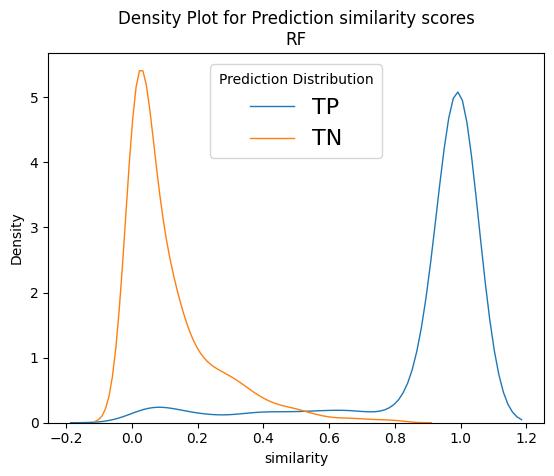 Density Plot for Prediction similarity scores
RF
Prediction Distribution
TP
TN
Density
5
4
3
2
1
0
−0.2 0.0 0.2 0.4 0.6 0.8 1.0 1.2
similarity